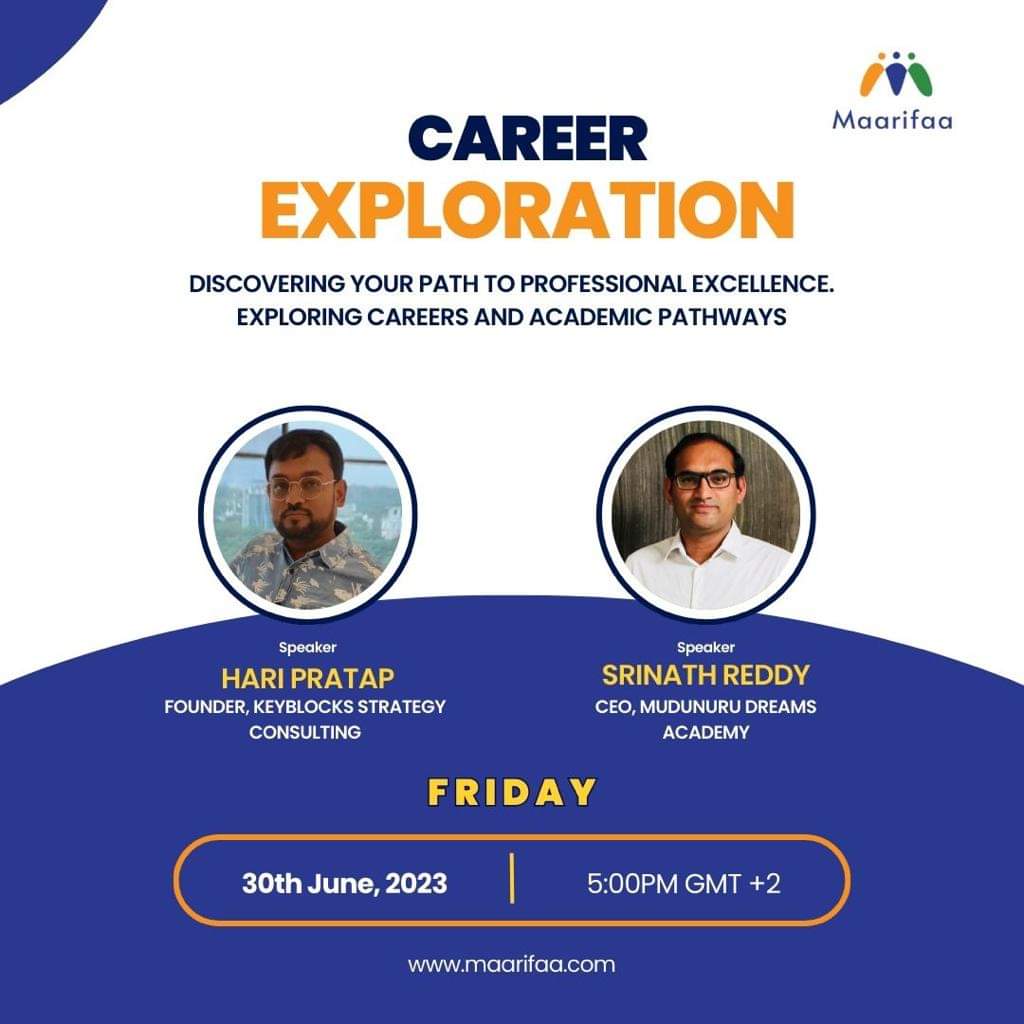 Maarifaa
CAREER
EXPLORATION
DISCOVERING YOUR PATH TO PROFESSIONAL EXCELLENCE.
EXPLORING CAREERS AND ACADEMIC PATHWAYS
Speaker
HARI PRATAP
FOUNDER, KEYBLOCKS STRATEGY
CONSULTING
Speaker
SRINATH REDDY
CEO, MUDUNURU DREAMS
ACADEMY
FRIDAY
30th June, 2023
5:00PM GMT +2
www.maarifaa.com